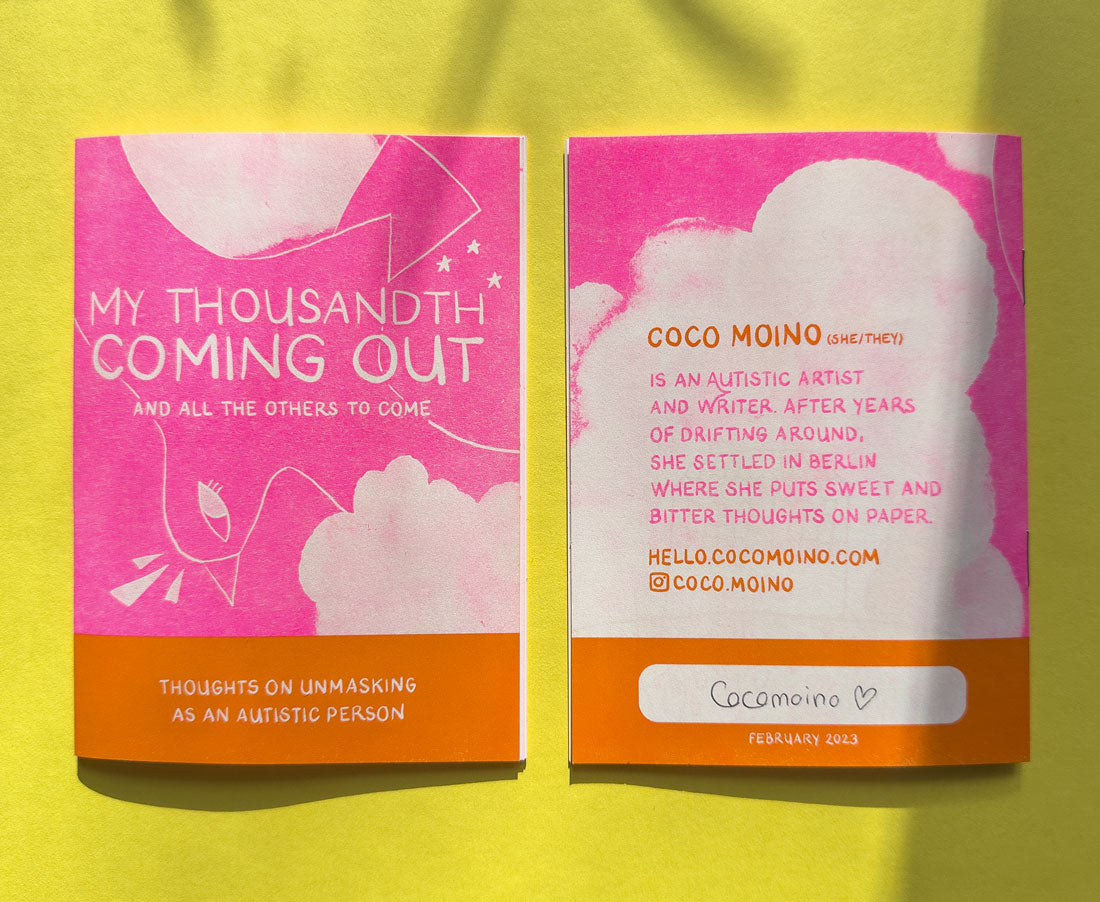 MY THOUSANDTH
COMING OUT
AND ALL THE OTHERS TO COME
THOUGHTS ON UNMASKING
AS AN AUTISTIC PERSON
COCO MOINO (SHE/THEY)
IS AN AUTISTIC ARTIST
AND WRITER. AFTER YEARS
OF DRIFTING AROUND,
SHE SETTLED IN BERLIN
WHERE SHE PUTS SWEET AND
BITTER THOUGHTS ON PAPER.
HELLO.COCOMOINO.COM
COCO.MOINO
Cocomoino ♡
FEBRUARY 2023